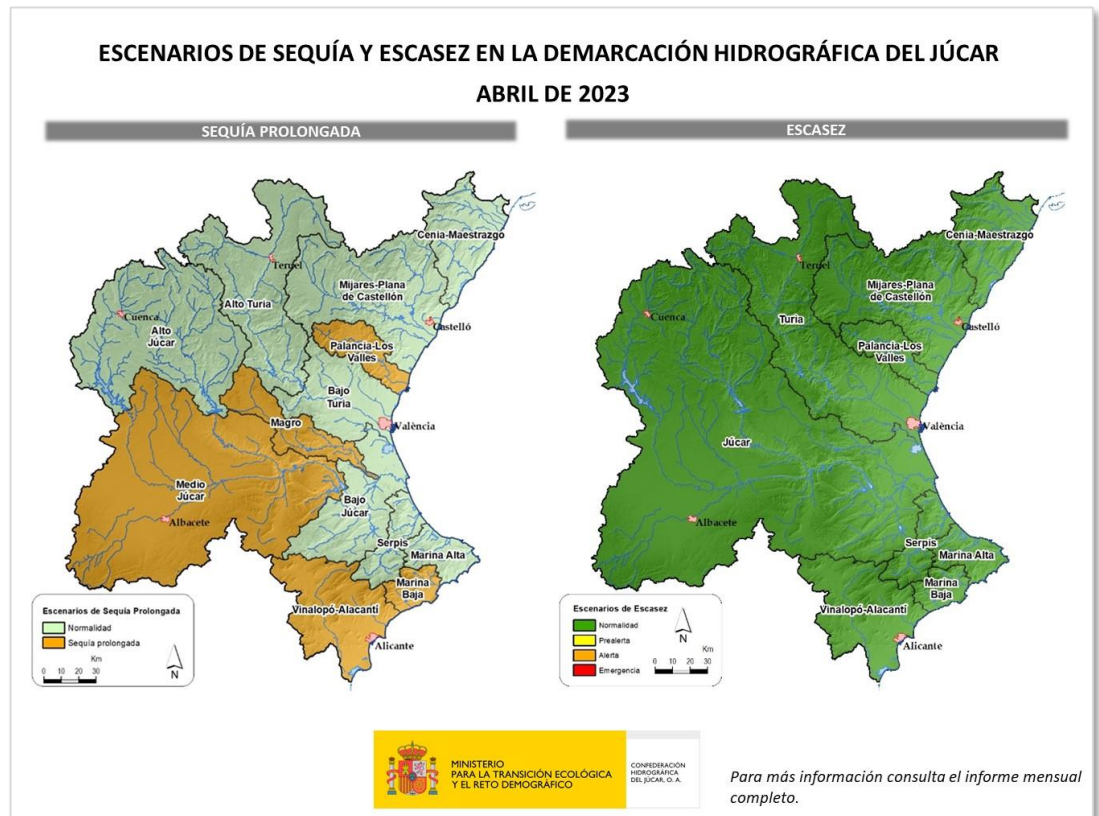 ESCENARIOS DE SEQUÍA Y ESCASEZ EN LA DEMARCACIÓN HIDROGRÁFICA DEL JÚCAR
ABRIL DE 2023
SEQUÍA PROLONGADA
Cenia-Maestrazgo
Teruel
Mijares-Plana
de Castellón
Alto Turia
Cuenca
Castelló
Alto
Júcar
Palancia-Los
Valles
Bajo
Turia
Magro
València
Medio
Júcar
Bajo
Júcar
Albacete
Serpis
Marina Alta
Marina
Baja
Vinalopó-Alacantí
Alicante
Escenarios de Sequía Prolongada
Normalidad
Sequía prolongada
Km
0 10 20 30
N
ESCASEZ
Cenia-Maestrazgo
Teruel
Mijares-Plana
de Castellón
Cuenca
Turia
Castelló
Palancia-Los
Valles
València
Júcar
Albacete
Serpis
Marina Alta
Marina
Baja
Vinalopó-Alacantí
Alicante
Escenarios de Escasez
Normalidad
Prealerta
Alerta
Emergencia
N
Km
0 10 20 30
MINISTERIO
PARA LA TRANSICIÓN ECOLÓGICA
Y EL RETO DEMOGRÁFICO
CONFEDERACIÓN
HIDROGRÁFICA
DEL JÚCAR, O. A.
Para más información consulta el informe mensual
completo.